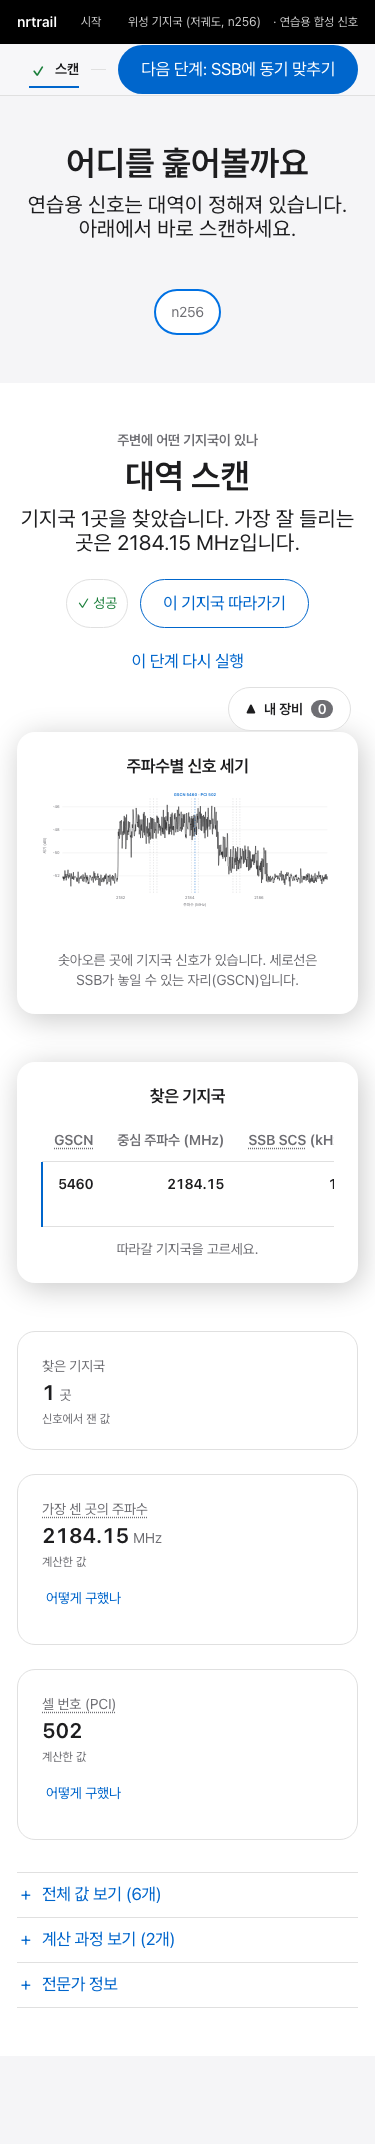 nrtrail 시작 위성 기지국 (저궤도, n256) · 연습용 합성 신호
✓ 스캔 다음 단계: SSB에 동기 맞추기
어디를 훑어볼까요
연습용 신호는 대역이 정해져 있습니다.
아래에서 바로 스캔하세요.
n256
주변에 어떤 기지국이 있나
대역 스캔
기지국 1곳을 찾았습니다. 가장 잘 들리는
곳은 2184.15 MHz입니다.
✓ 성공 이 기지국 따라가기
이 단계 다시 실행
▲ 내 장비 0
주파수별 신호 세기
GSCN 5460 · PCI 502
2182 2184 2186
주파수 (MHz)
솟아오른 곳에 기지국 신호가 있습니다. 세로선은
SSB가 놓일 수 있는 자리(GSCN)입니다.
찾은 기지국
GSCN 중심 주파수 (MHz) SSB SCS (kH
5460 2184.15 1
따라갈 기지국을 고르세요.
찾은 기지국
1 곳
신호에서 잰 값
가장 센 곳의 주파수
2184.15 MHz
계산한 값
어떻게 구했나
셀 번호 (PCI)
502
계산한 값
어떻게 구했나
+ 전체 값 보기 (6개)
+ 계산 과정 보기 (2개)
+ 전문가 정보